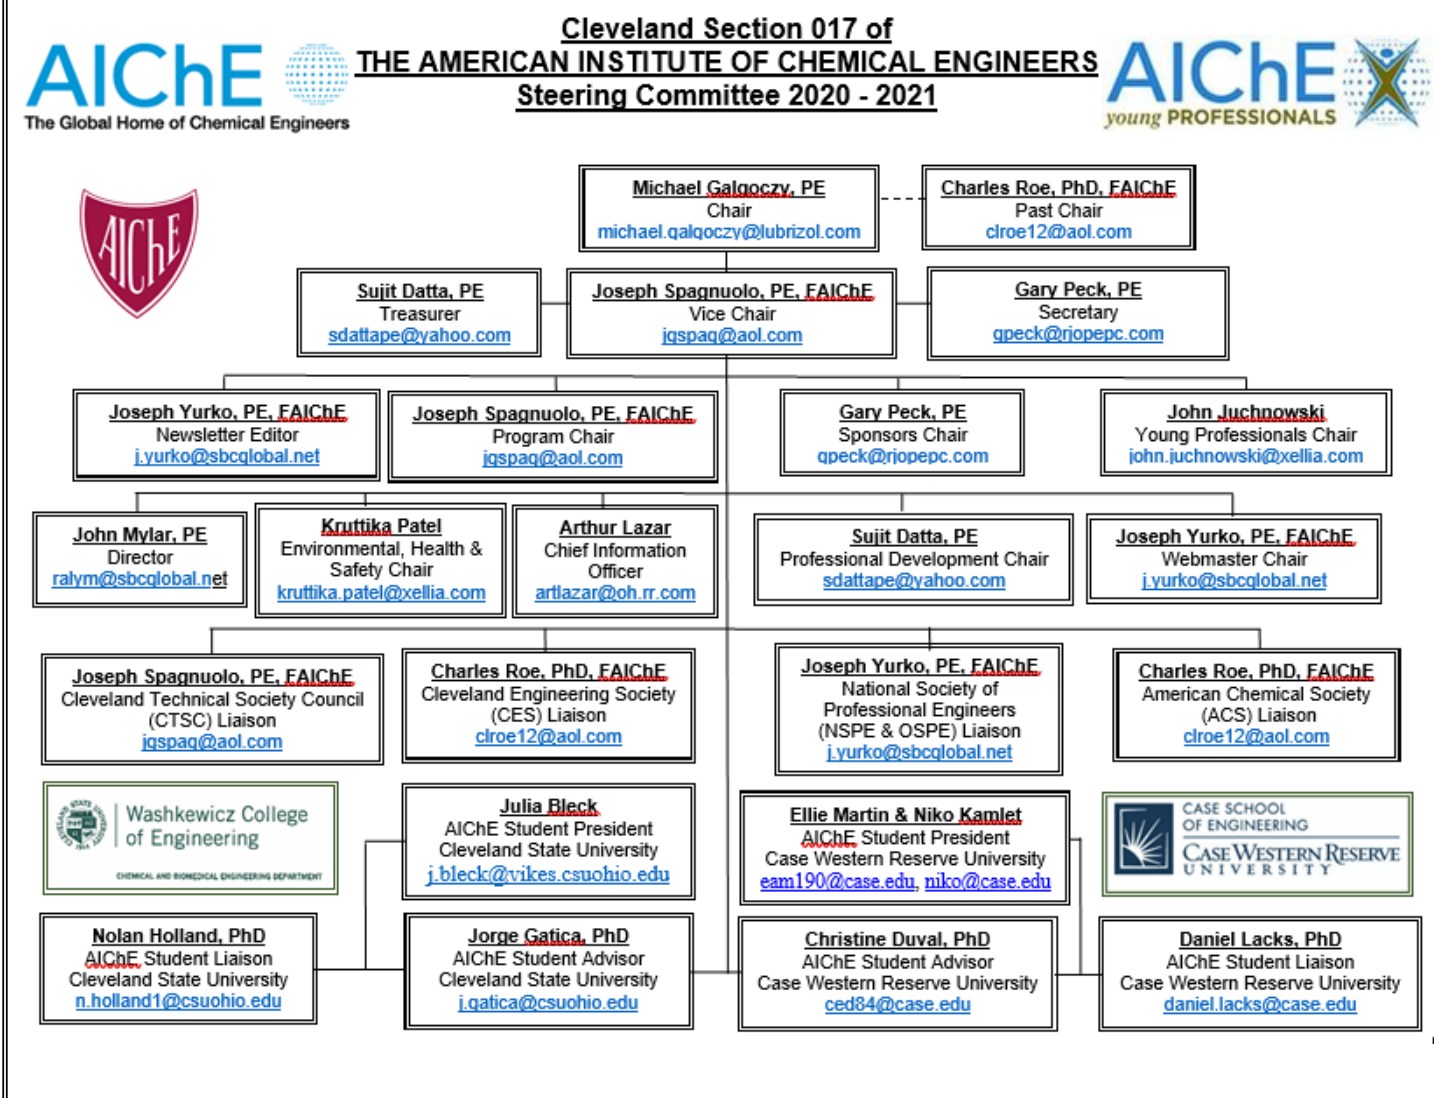 Cleveland Section 017 of
THE AMERICAN INSTITUTE OF CHEMICAL ENGINEERS
Steering Committee 2020 - 2021
AIChE
The Global Home of Chemical Engineers
AIChE
young PROFESSIONALS
AIChE
Michael Galgoczy, PE
Chair
michael.galgoczy@lubrizol.com
Charles Roe, PhD, FAIChE
Past Chair
clroe12@aol.com
Sujit Datta, PE
Treasurer
sdattape@yahoo.com
Joseph Spagnuolo, PE, FAIChE
Vice Chair
jgspag@aol.com
Gary Peck, PE
Secretary
gpeck@rjopepc.com
Joseph Yurko, PE, FAIChE
Newsletter Editor
j.yurko@sbcglobal.net
Joseph Spagnuolo, PE, FAIChE
Program Chair
jgspag@aol.com
Gary Peck, PE
Sponsors Chair
gpeck@rjopepc.com
John Juchnowski
Young Professionals Chair
john.juchnowski@xellia.com
John Mylar, PE
Director
ralym@sbcglobal.net
Kruttika Patel
Environmental, Health &
Safety Chair
kruttika.patel@xellia.com
Arthur Lazar
Chief Information
Officer
artlazar@oh.rr.com
Sujit Datta, PE
Professional Development Chair
sdattape@yahoo.com
Joseph Yurko, PE, FAIChE
Webmaster Chair
j.yurko@sbcglobal.net
Joseph Spagnuolo, PE, FAIChE
Cleveland Technical Society Council
(CTSC) Liaison
jgspag@aol.com
Charles Roe, PhD, FAIChE
Cleveland Engineering Society
(CES) Liaison
clroe12@aol.com
Joseph Yurko, PE, FAIChE
National Society of
Professional Engineers
(NSPE & OSPE) Liaison
j.yurko@sbcglobal.net
Charles Roe, PhD, FAIChE
American Chemical Society
(ACS) Liaison
clroe12@aol.com
Washkewicz College
of Engineering
CHEMICAL AND BIOMEDICAL ENGINEERING DEPARTMENT
Julia Bleck
AIChE Student President
Cleveland State University
j.bleck@vikes.csuohio.edu
Ellie Martin & Niko Kamlet
AIChE Student President
Case Western Reserve University
eam190@case.edu, niko@case.edu
CASE SCHOOL
OF ENGINEERING
CASE WESTERN RESERVE
UNIVERSITY
Nolan Holland, PhD
AIChE Student Liaison
Cleveland State University
n.holland1@csuohio.edu
Jorge Gatica, PhD
AIChE Student Advisor
Cleveland State University
j.gatica@csuohio.edu
Christine Duval, PhD
AIChE Student Advisor
Case Western Reserve University
ced84@case.edu
Daniel Lacks, PhD
AIChE Student Liaison
Case Western Reserve University
daniel.lacks@case.edu